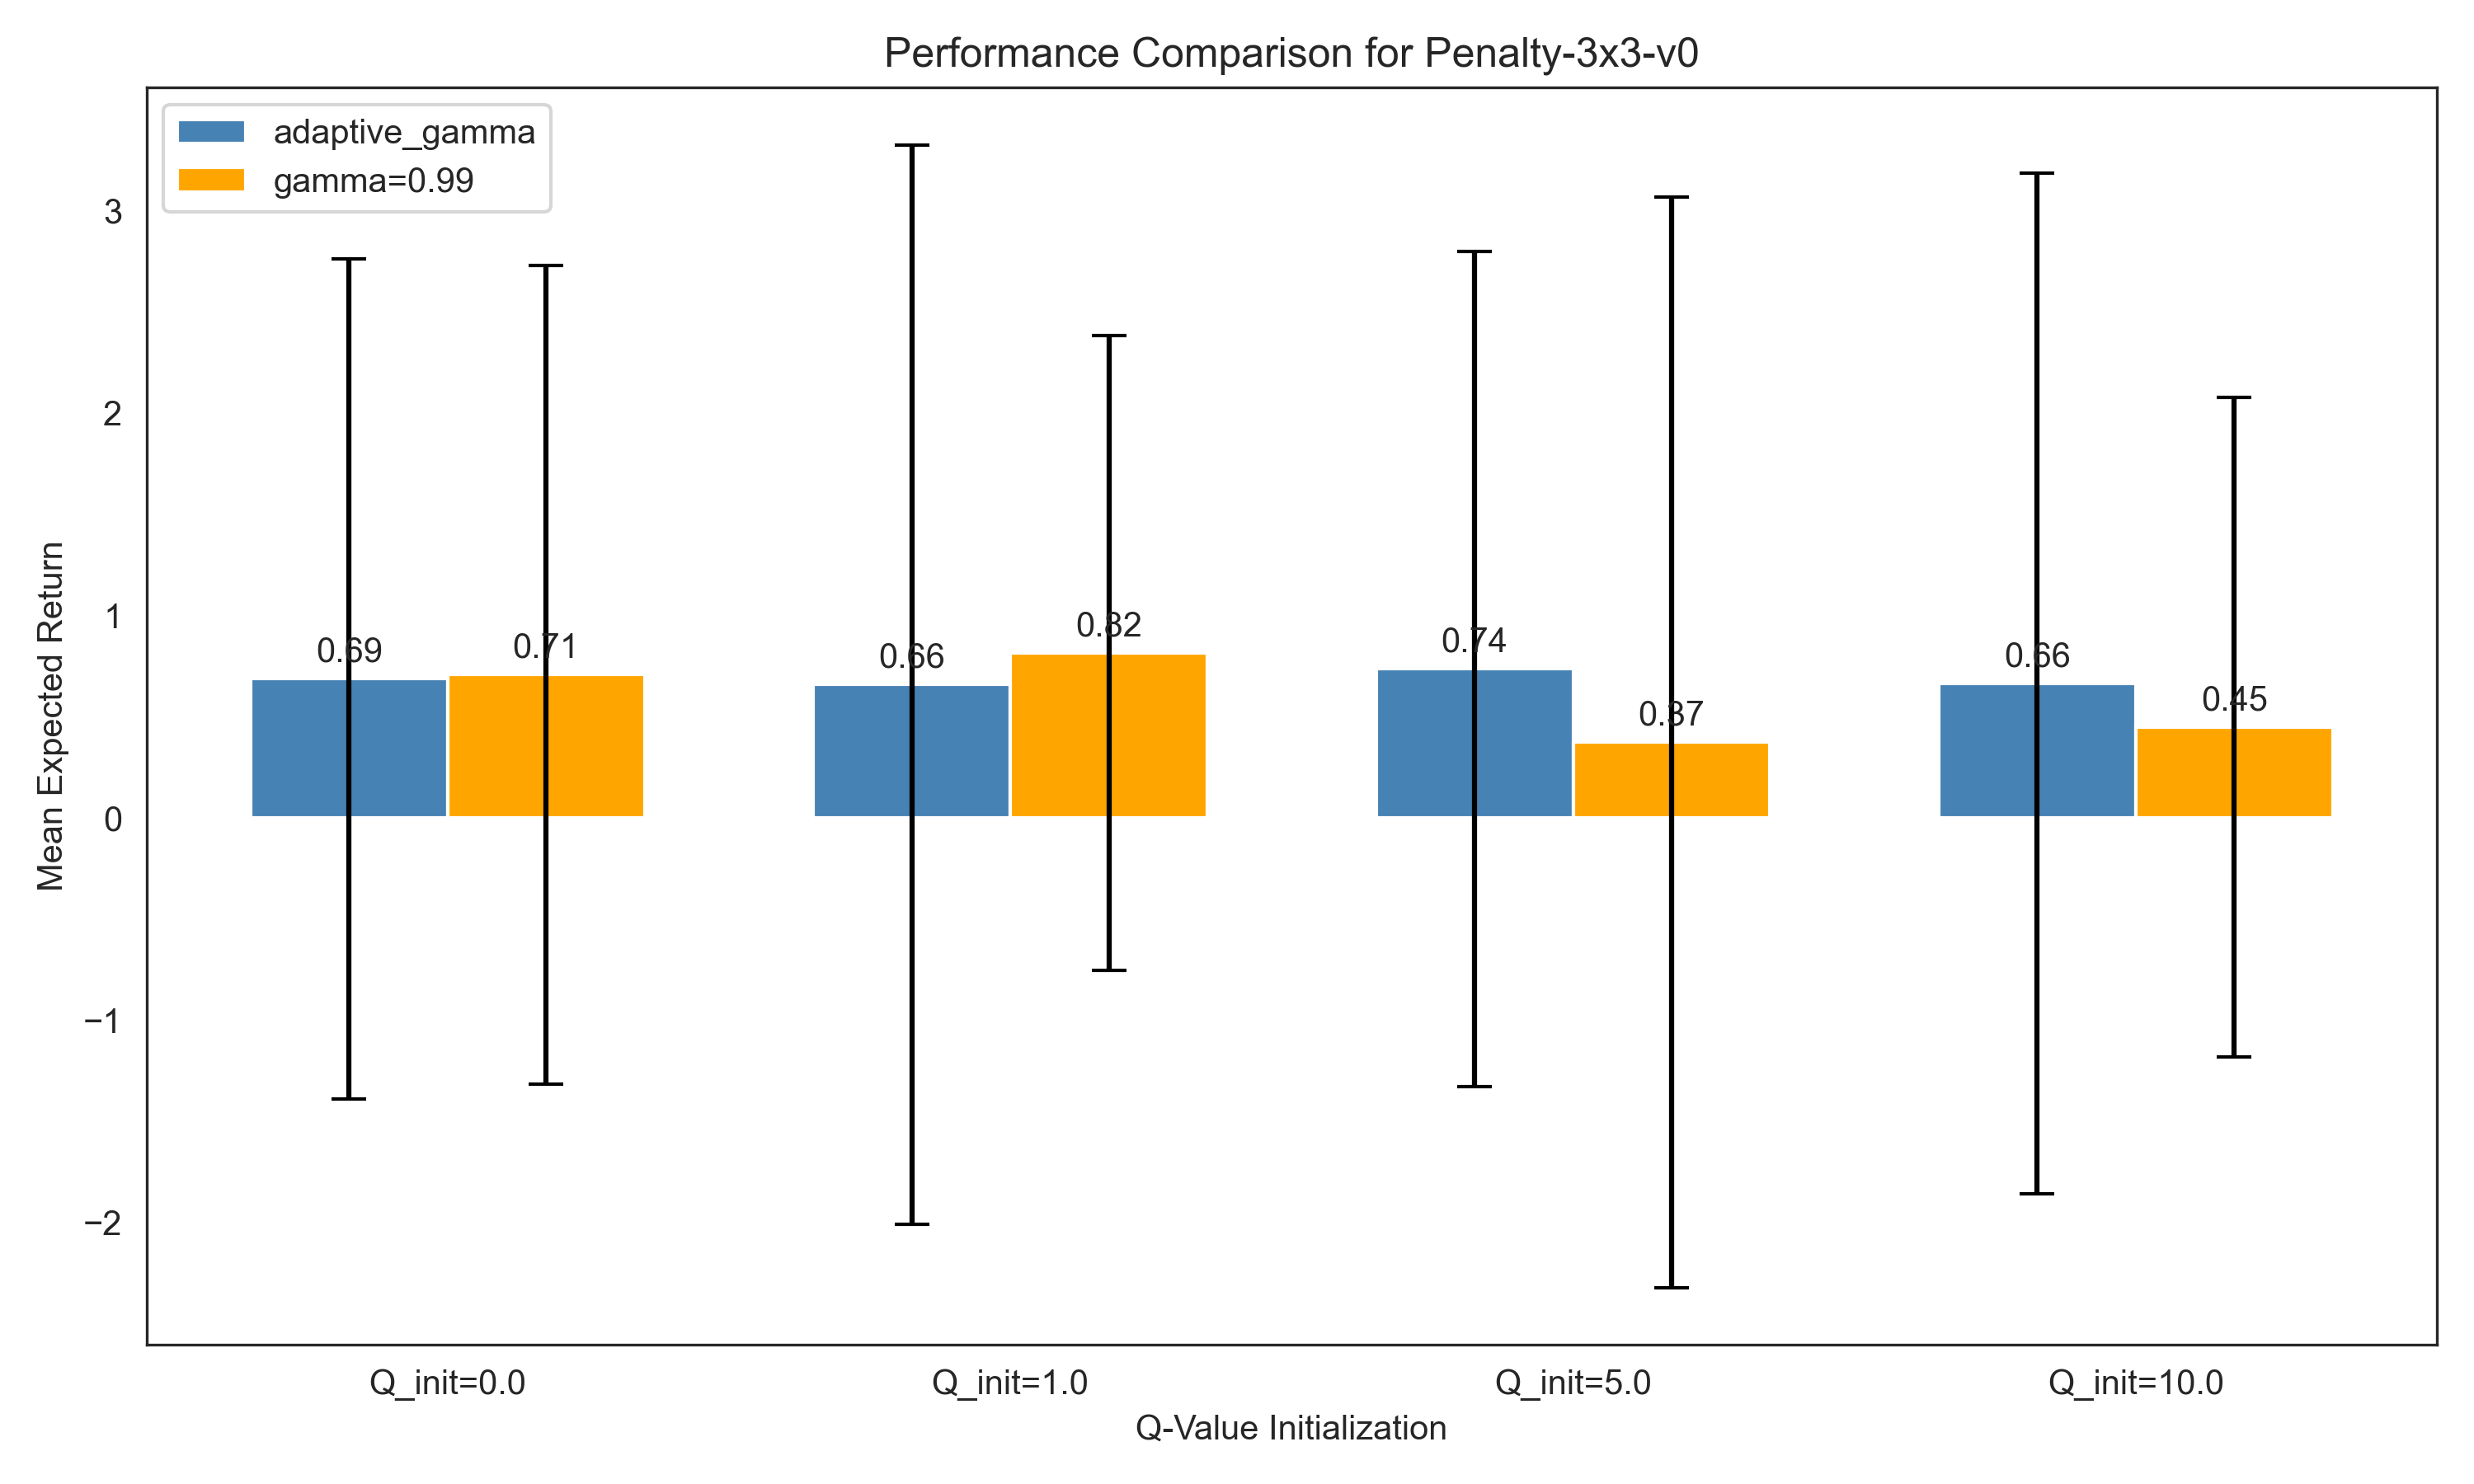 Performance Comparison for Penalty-3x3-v0
adaptive_gamma
gamma=0.99
Mean Expected Return
3
2
1
0
−1
−2
0.69
0.71
0.66
0.82
0.74
0.37
0.66
0.45
Q_init=0.0
Q_init=1.0
Q_init=5.0
Q_init=10.0
Q-Value Initialization